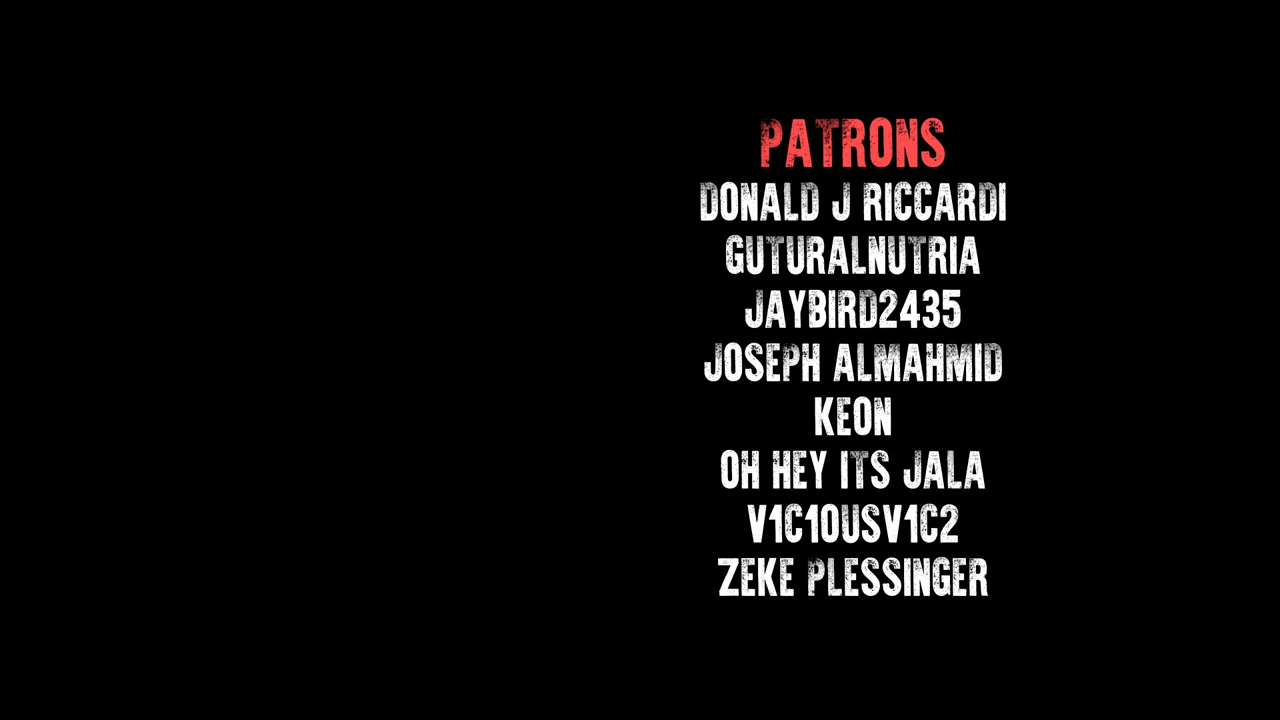 PATRONS
DONALD J RICCARDI
GUTURALNUTRIA
JAYBIRD2435
JOSEPH ALMAHMID
KEON
OH HEY ITS JALA
V1C10USV1C2
ZEKE PLESSINGER